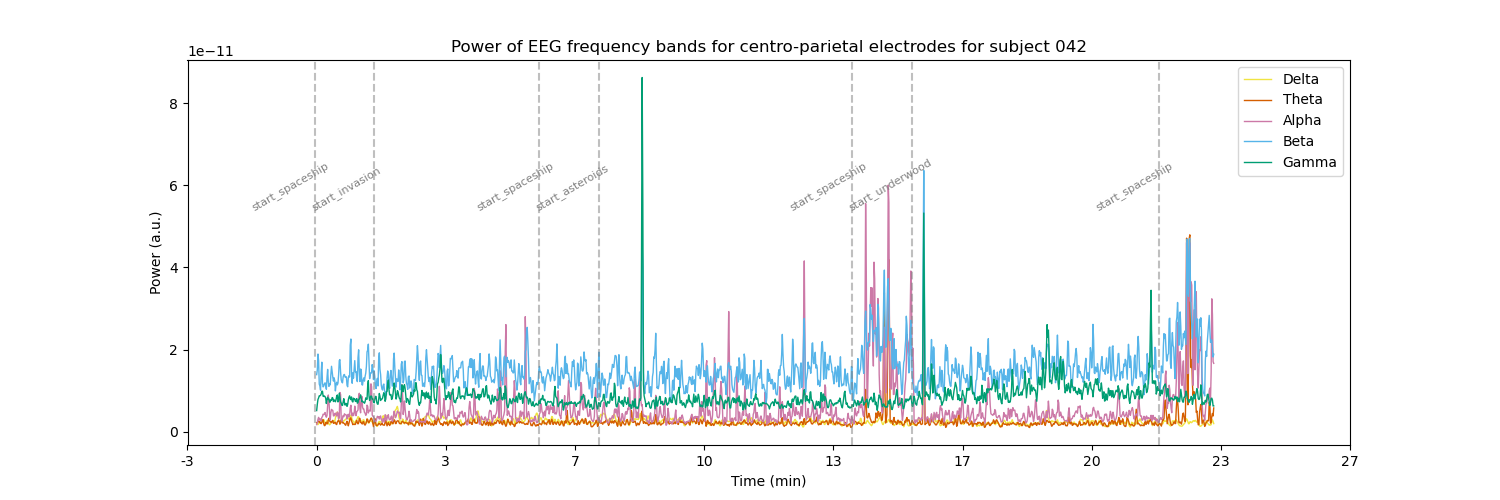 Power of EEG frequency bands for centro-parietal electrodes for subject 042
1e−11
Delta
Theta
Alpha
Beta
Gamma
8
6
4
2
0
Power (a.u.)
start_spaceship
start_invasion
start_spaceship
start_asteroids
start_spaceship
start_underwood
start_spaceship
-3 0 3 7 10 13 17 20 23 27
Time (min)